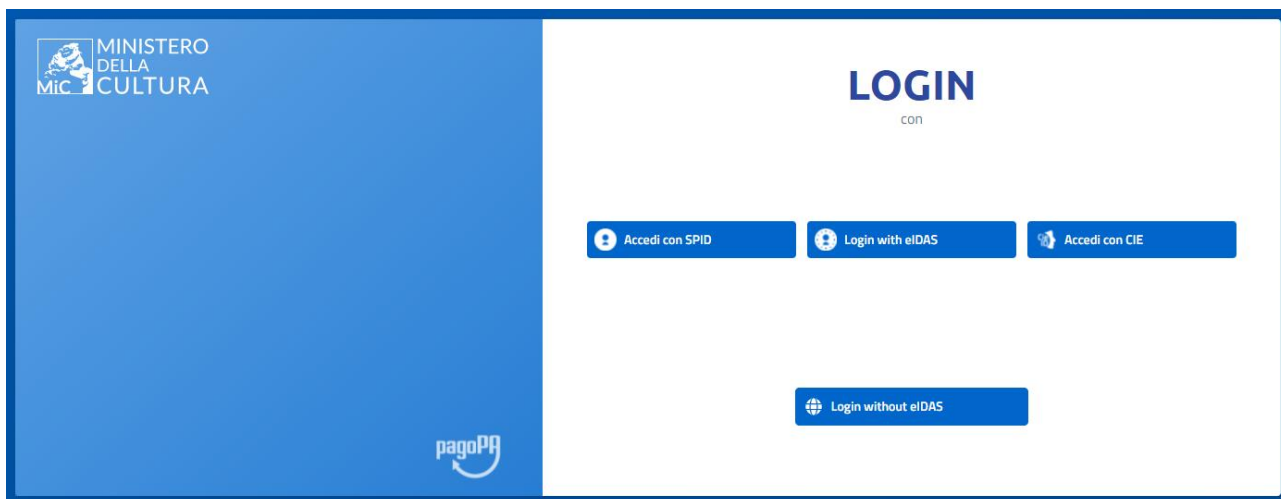 MINISTERO
DELLA
MiC CULTURA
LOGIN
con
Accedi con SPID
Login with eIDAS
Accedi con CIE
Login without eIDAS
pagoPA